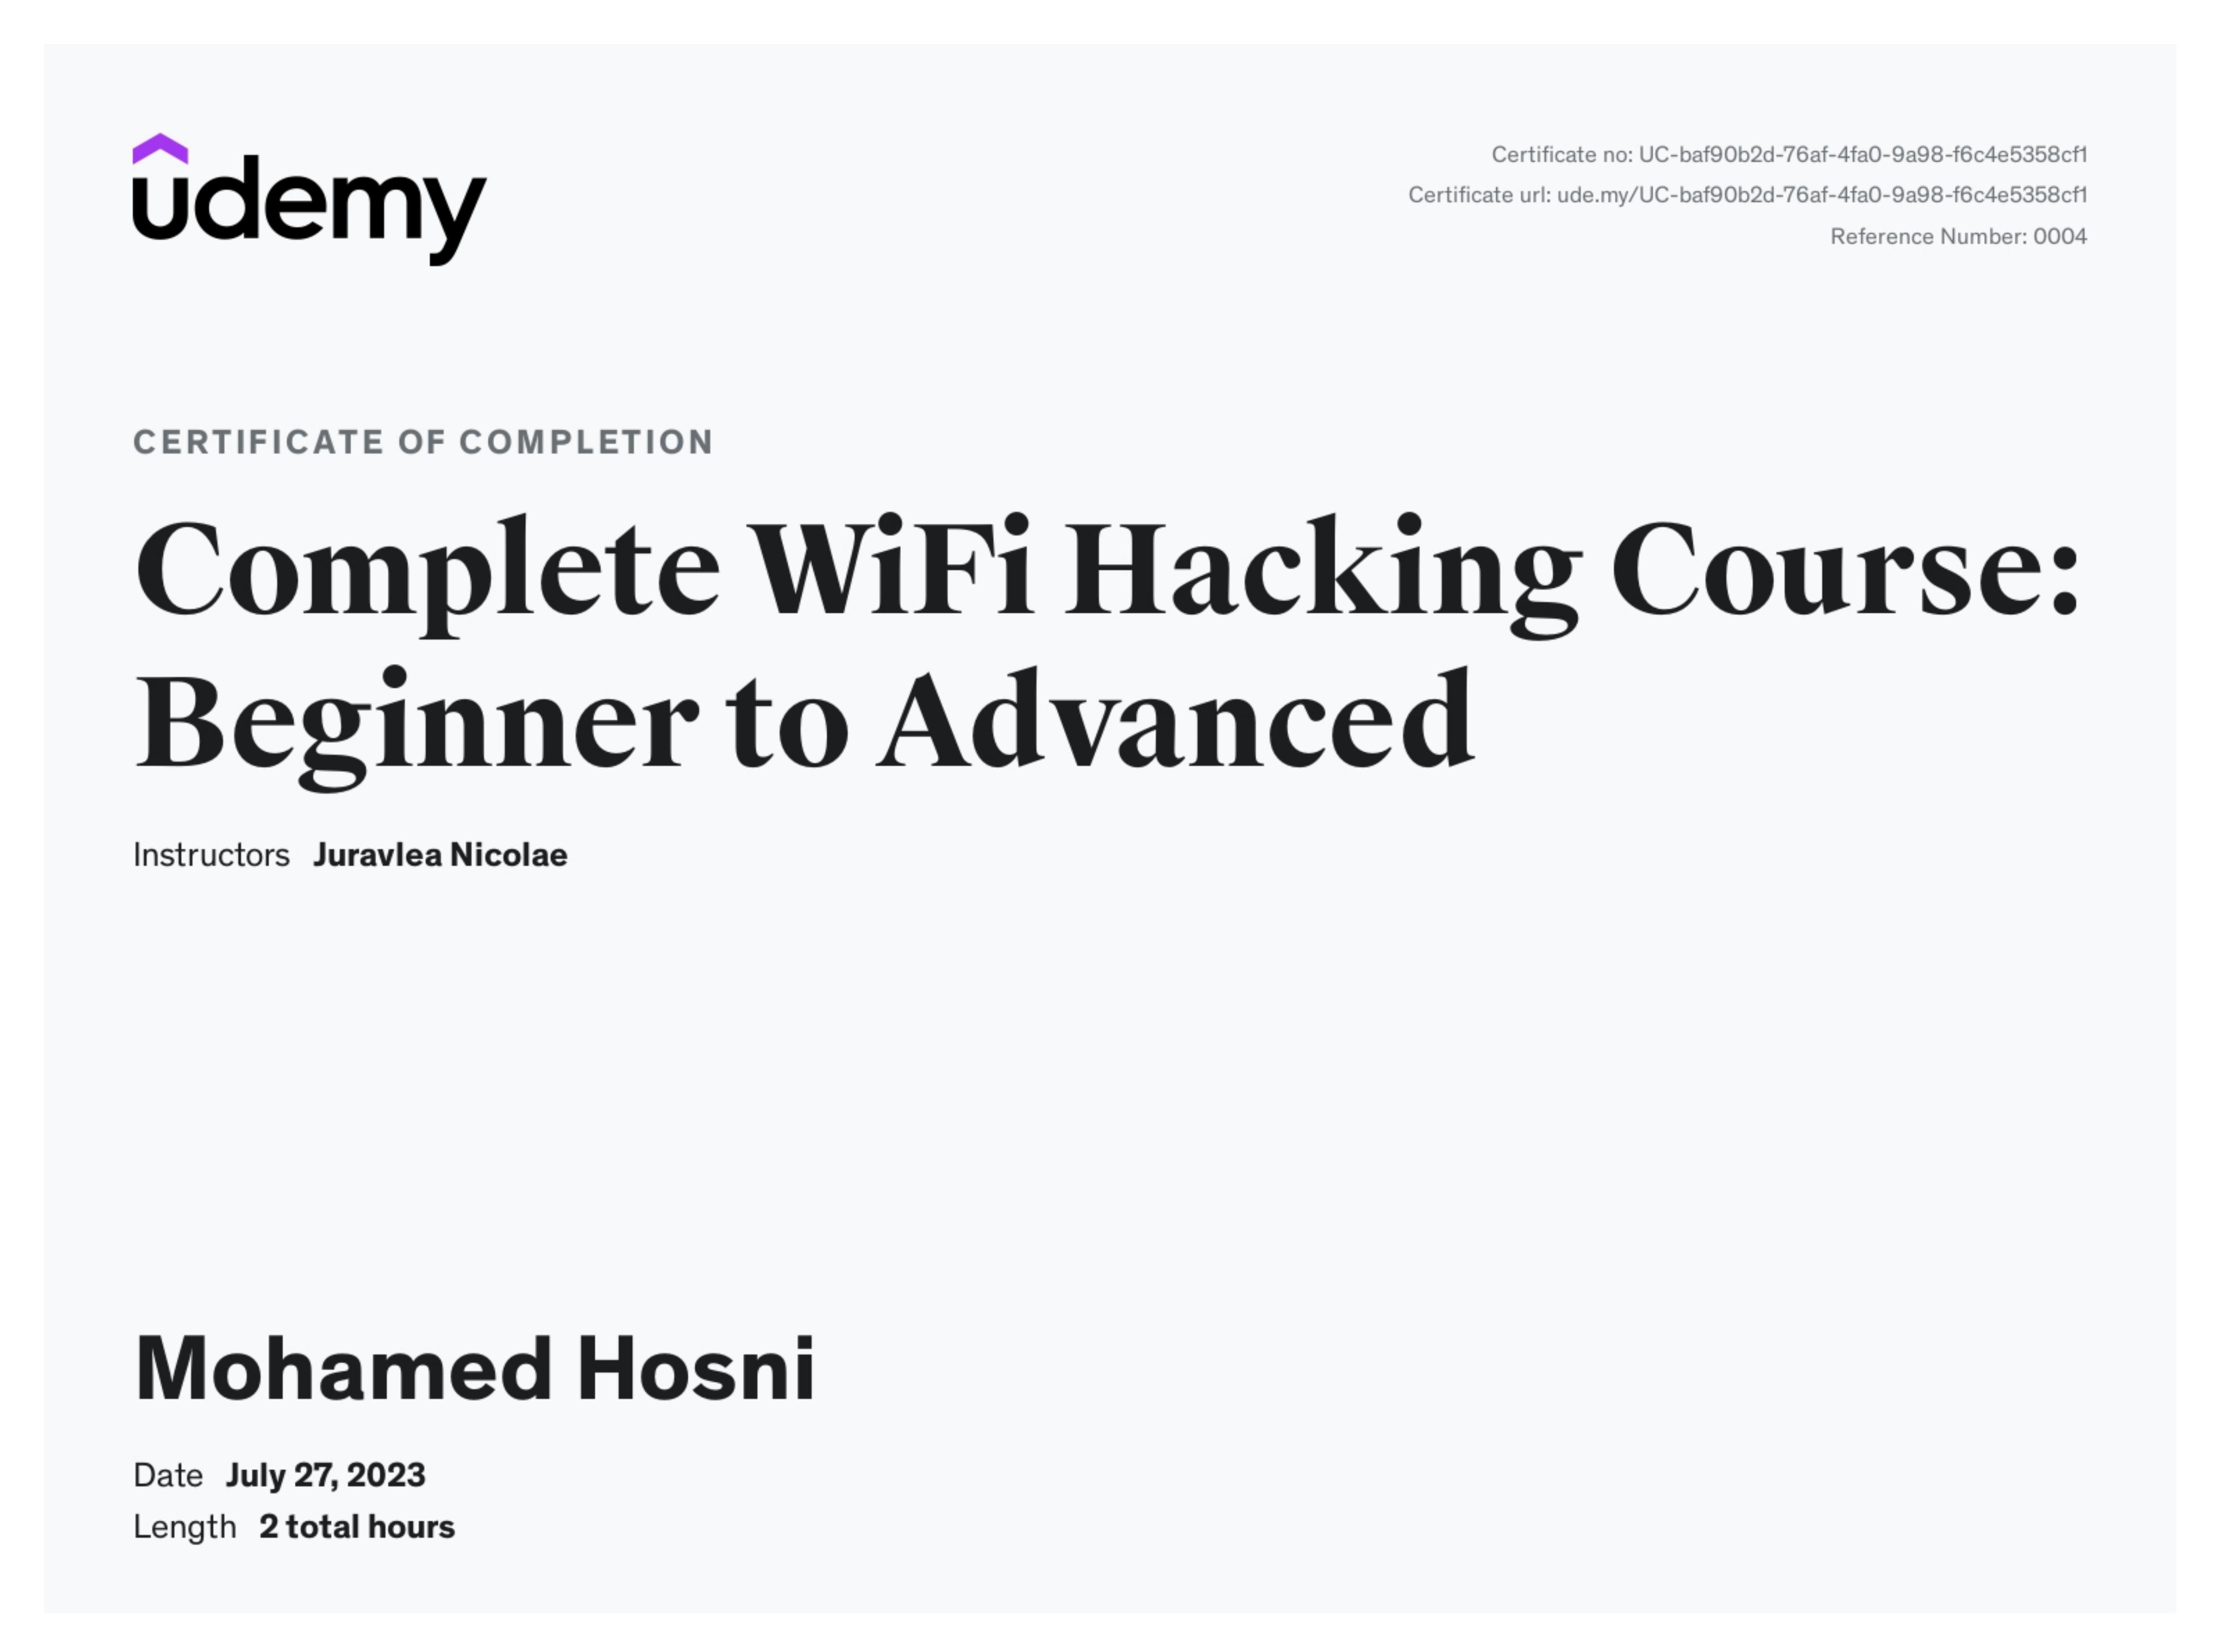 udemy
Certificate no: UC-baf90b2d-76af-4fa0-9a98-f6c4e5358cf1
Certificate url: ude.my/UC-baf90b2d-76af-4fa0-9a98-f6c4e5358cf1
Reference Number: 0004
CERTIFICATE OF COMPLETION
Complete WiFi Hacking Course:
Beginner to Advanced
Instructors Juravlea Nicolae
Mohamed Hosni
Date July 27, 2023
Length 2 total hours